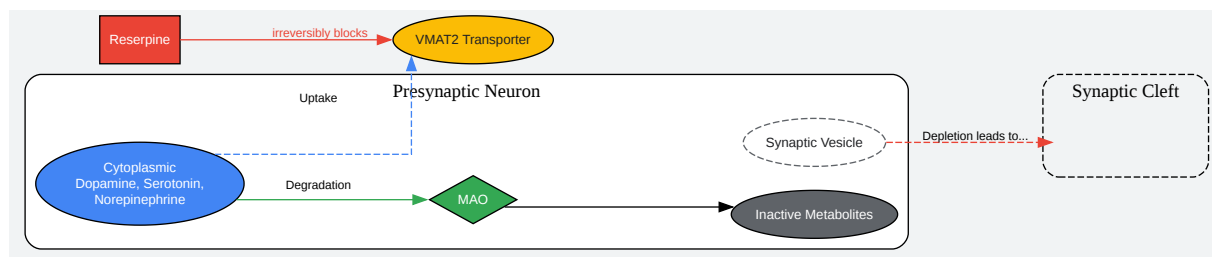 Reserpine
irreversibly blocks
VMAT2 Transporter
Presynaptic Neuron
Synaptic Cleft
Uptake
Depletion leads to...
Synaptic Vesicle
Cytoplasmic
Dopamine, Serotonin,
Norepinephrine
Degradation
MAO
Inactive Metabolites